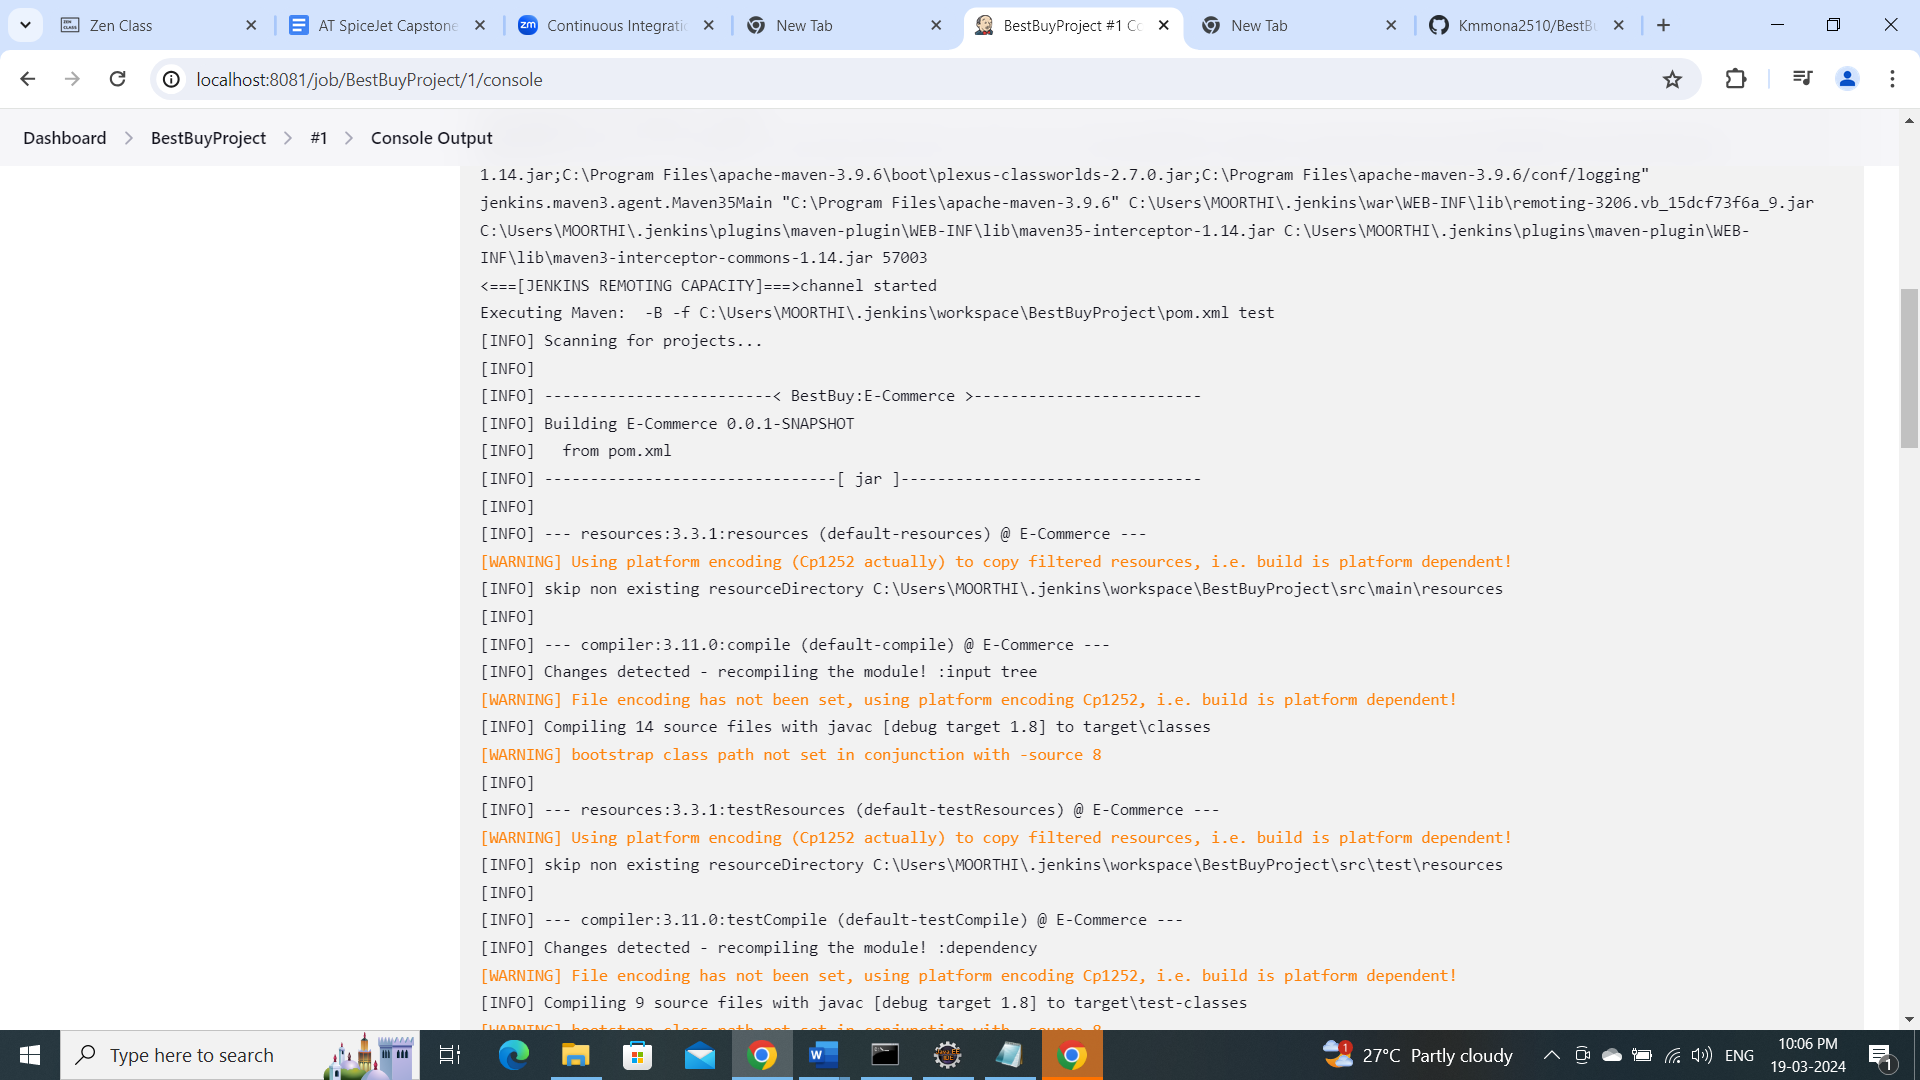 Zen Class
AT SpiceJet Capstone
zm Continuous Integratio
New Tab
BestBuyProject #1 Co
New Tab
Kmmona2510/BestBu
localhost:8081/job/BestBuyProject/1/console
Dashboard
BestBuyProject
#1
Console Output
1.14.jar;C:\Program Files\apache-maven-3.9.6\boot\plexus-classworlds-2.7.0.jar;C:\Program Files\apache-maven-3.9.6/conf/logging"
jenkins.maven3.agent.Maven35Main "C:\Program Files\apache-maven-3.9.6" C:\Users\MOORTHI\.jenkins\war\WEB-INF\lib\remoting-3206.vb_15dcf73f6a_9.jar
C:\Users\MOORTHI\.jenkins\plugins\maven-plugin\WEB-INF\lib\maven35-interceptor-1.14.jar C:\Users\MOORTHI\.jenkins\plugins\maven-plugin\WEB-
INF\lib\maven3-interceptor-commons-1.14.jar 57003
<===[JENKINS REMOTING CAPACITY]===>channel started
Executing Maven:  -B -f C:\Users\MOORTHI\.jenkins\workspace\BestBuyProject\pom.xml test
[INFO] Scanning for projects...
[INFO]
[INFO] -------------------------< BestBuy:E-Commerce >-------------------------
[INFO] Building E-Commerce 0.0.1-SNAPSHOT
[INFO]   from pom.xml
[INFO] --------------------------------[ jar ]---------------------------------
[INFO]
[INFO] --- resources:3.3.1:resources (default-resources) @ E-Commerce ---
[WARNING] Using platform encoding (Cp1252 actually) to copy filtered resources, i.e. build is platform dependent!
[INFO] skip non existing resourceDirectory C:\Users\MOORTHI\.jenkins\workspace\BestBuyProject\src\main\resources
[INFO]
[INFO] --- compiler:3.11.0:compile (default-compile) @ E-Commerce ---
[INFO] Changes detected - recompiling the module! :input tree
[WARNING] File encoding has not been set, using platform encoding Cp1252, i.e. build is platform dependent!
[INFO] Compiling 14 source files with javac [debug target 1.8] to target\classes
[WARNING] bootstrap class path not set in conjunction with -source 8
[INFO]
[INFO] --- resources:3.3.1:testResources (default-testResources) @ E-Commerce ---
[WARNING] Using platform encoding (Cp1252 actually) to copy filtered resources, i.e. build is platform dependent!
[INFO] skip non existing resourceDirectory C:\Users\MOORTHI\.jenkins\workspace\BestBuyProject\src\test\resources
[INFO]
[INFO] --- compiler:3.11.0:testCompile (default-testCompile) @ E-Commerce ---
[INFO] Changes detected - recompiling the module! :dependency
[WARNING] File encoding has not been set, using platform encoding Cp1252, i.e. build is platform dependent!
[INFO] Compiling 9 source files with javac [debug target 1.8] to target\test-classes
[WARNING] bootstrap class path not set in conjunction with -source 8
Type here to search
1
27°C Partly cloudy
ENG
10:06 PM
19-03-2024
1